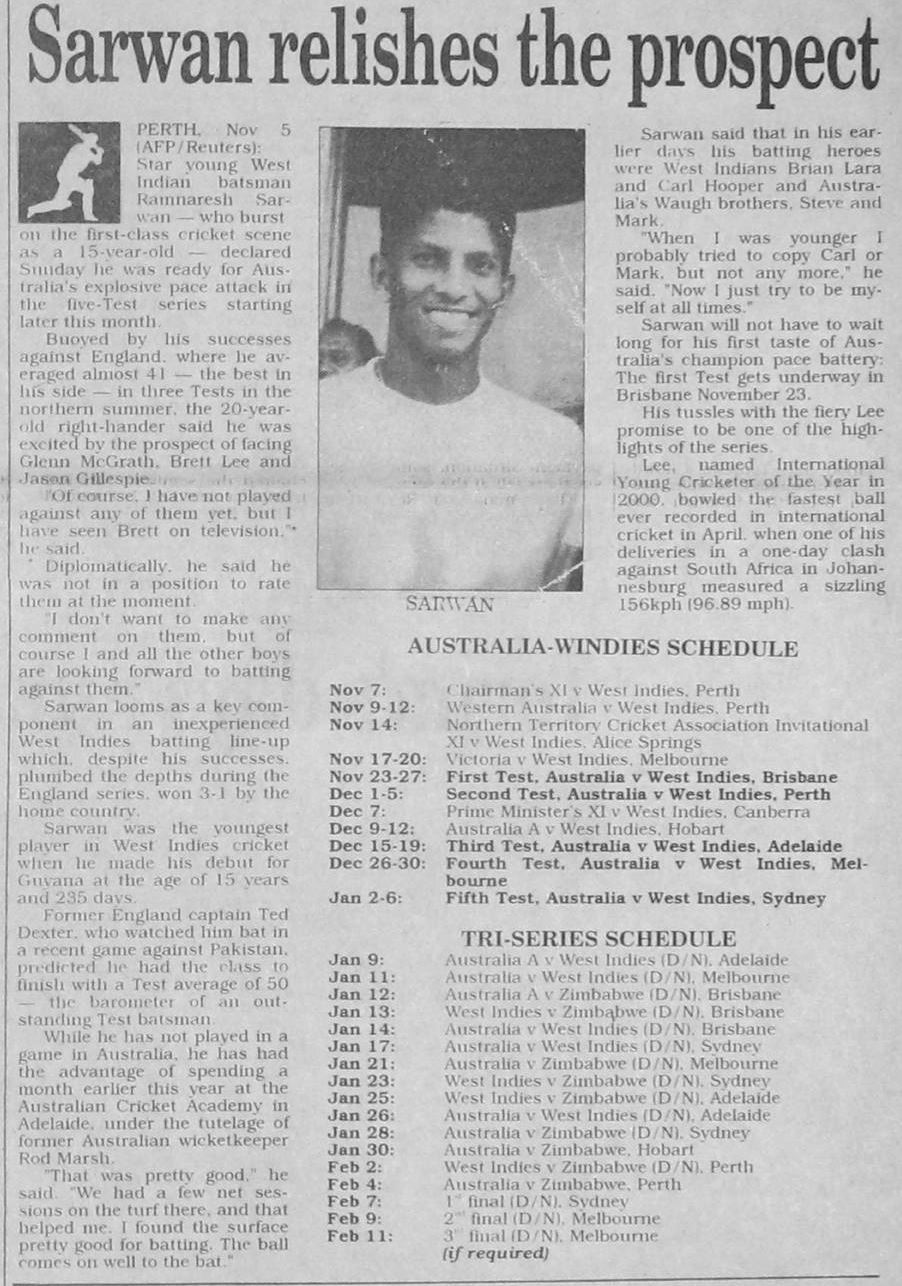 Sarwan relishes the prospect
PERTH, Nov 5
(AFP/Reuters):
Star young West
Indian batsman
Ramnaresh Sar-
wan — who burst
on the first-class cricket scene
as a 15-year-old — declared
Sunday he was ready for Aus-
tralia's explosive pace attack in
the five-Test series starting
later this month.
Buoyed by his successes
against England, where he av-
eraged almost 41 — the best in
his side — in three Tests in the
northern summer, the 20-year-
old right-hander said he was
excited by the prospect of facing
Glenn McGrath, Brett Lee and
Jason Gillespie.
"Of course, I have not played
against any of them yet, but I
have seen Brett on television,"
he said.
Diplomatically, he said he
was not in a position to rate
them at the moment.
"I don't want to make any
comment on them, but of
course I and all the other boys
are looking forward to batting
against them."
Sarwan looms as a key com-
ponent in an inexperienced
West Indies batting line-up
which, despite his successes,
plumbed the depths during the
England series, won 3-1 by the
home country.
Sarwan was the youngest
player in West Indies cricket
when he made his debut for
Guyana at the age of 15 years
and 235 days.
Former England captain Ted
Dexter, who watched him bat in
a recent game against Pakistan,
predicted he had the class to
finish with a Test average of 50
— the barometer of an out-
standing Test batsman.
While he has not played in a
game in Australia, he has had
the advantage of spending a
month earlier this year at the
Australian Cricket Academy in
Adelaide, under the tutelage of
former Australian wicketkeeper
Rod Marsh.
"That was pretty good," he
said. "We had a few net ses-
sions on the turf there, and that
helped me. I found the surface
pretty good for batting. The ball
comes on well to the bat."
SARWAN
Sarwan said that in his ear-
lier days his batting heroes
were West Indians Brian Lara
and Carl Hooper and Austra-
lia's Waugh brothers, Steve and
Mark.
"When I was younger I
probably tried to copy Carl or
Mark, but not any more," he
said. "Now I just try to be my-
self at all times."
Sarwan will not have to wait
long for his first taste of Aus-
tralia's champion pace battery:
The first Test gets underway in
Brisbane November 23.
His tussles with the fiery Lee
promise to be one of the high-
lights of the series.
Lee, named International
Young Cricketer of the Year in
2000, bowled the fastest ball
ever recorded in international
cricket in April, when one of his
deliveries in a one-day clash
against South Africa in Johan-
nesburg measured a sizzling
156kph (96.89 mph).
AUSTRALIA-WINDIES SCHEDULE
Nov 7: Chairman's XI v West Indies, Perth
Nov 9-12: Western Australia v West Indies, Perth
Nov 14: Northern Territory Cricket Association Invitational
XI v West Indies, Alice Springs
Nov 17-20: Victoria v West Indies, Melbourne
Nov 23-27: First Test, Australia v West Indies, Brisbane
Dec 1-5: Second Test, Australia v West Indies, Perth
Dec 7: Prime Minister's XI v West Indies, Canberra
Dec 9-12: Australia A v West Indies, Hobart
Dec 15-19: Third Test, Australia v West Indies, Adelaide
Dec 26-30: Fourth Test, Australia v West Indies, Mel-
bourne
Jan 2-6: Fifth Test, Australia v West Indies, Sydney
TRI-SERIES SCHEDULE
Jan 9: Australia A v West Indies (D/N), Adelaide
Jan 11: Australia v West Indies (D/N), Melbourne
Jan 12: Australia A v Zimbabwe (D/N), Brisbane
Jan 13: West Indies v Zimbabwe (D/N), Brisbane
Jan 14: Australia v West Indies (D/N), Brisbane
Jan 17: Australia v West Indies (D/N), Sydney
Jan 21: Australia v Zimbabwe (D/N), Melbourne
Jan 23: West Indies v Zimbabwe (D/N), Sydney
Jan 25: West Indies v Zimbabwe (D/N), Adelaide
Jan 26: Australia v West Indies (D/N), Adelaide
Jan 28: Australia v Zimbabwe (D/N), Sydney
Jan 30: Australia v Zimbabwe, Hobart
Feb 2: West Indies v Zimbabwe (D/N), Perth
Feb 4: Australia v Zimbabwe, Perth
Feb 7: 1st final (D/N), Sydney
Feb 9: 2nd final (D/N), Melbourne
Feb 11: 3rd final (D/N), Melbourne
(if required)